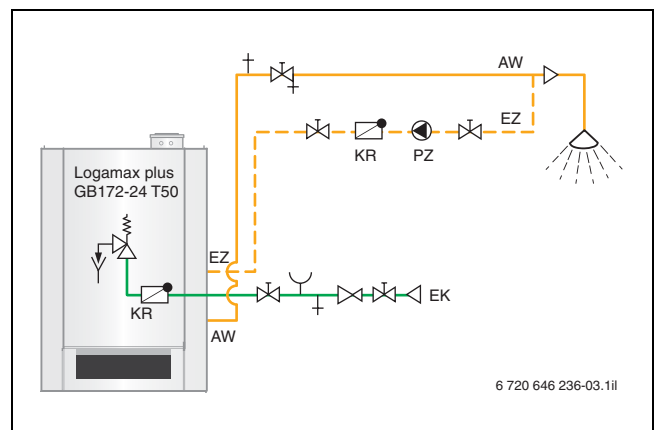 AW
EZ
KR PZ
Logamax plus
GB172-24 T50
EZ
KR
EK
AW
6 720 646 236-03.1il